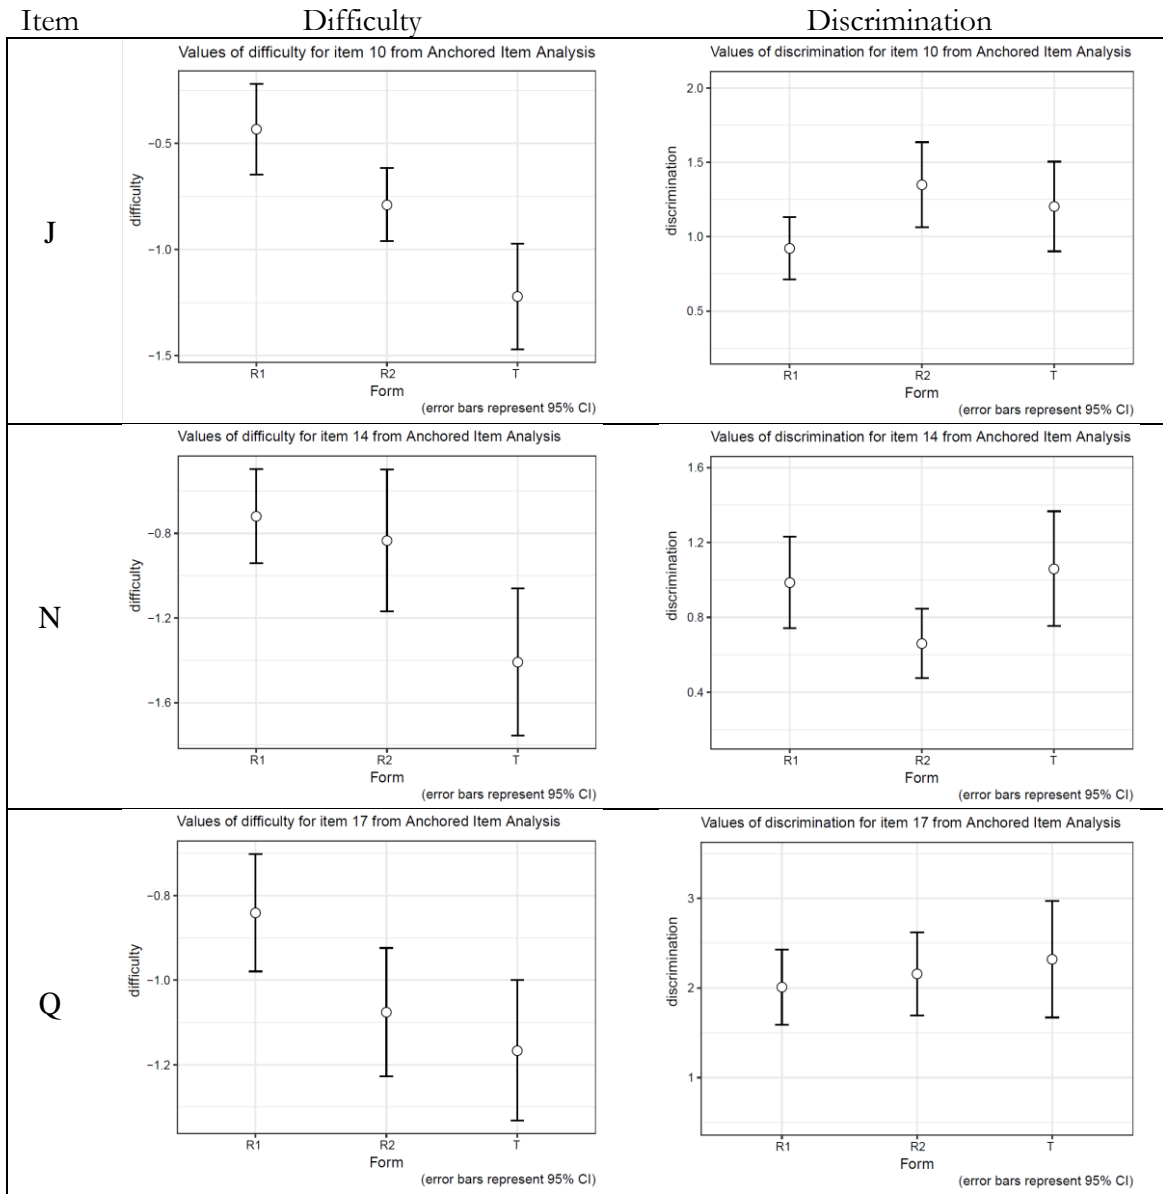 Item Difficulty Discrimination
J
Values of difficulty for item 10 from Anchored Item Analysis
difficulty
−0.5
−1.0
−1.5
R1 R2 T
Form
(error bars represent 95% CI)
Values of discrimination for item 10 from Anchored Item Analysis
discrimination
2.0
1.5
1.0
0.5
R1 R2 T
Form
(error bars represent 95% CI)
N
Values of difficulty for item 14 from Anchored Item Analysis
difficulty
−0.8
−1.2
−1.6
R1 R2 T
Form
(error bars represent 95% CI)
Values of discrimination for item 14 from Anchored Item Analysis
discrimination
1.6
1.2
0.8
0.4
R1 R2 T
Form
(error bars represent 95% CI)
Q
Values of difficulty for item 17 from Anchored Item Analysis
difficulty
−0.8
−1.0
−1.2
R1 R2 T
Form
(error bars represent 95% CI)
Values of discrimination for item 17 from Anchored Item Analysis
discrimination
3
2
1
R1 R2 T
Form
(error bars represent 95% CI)